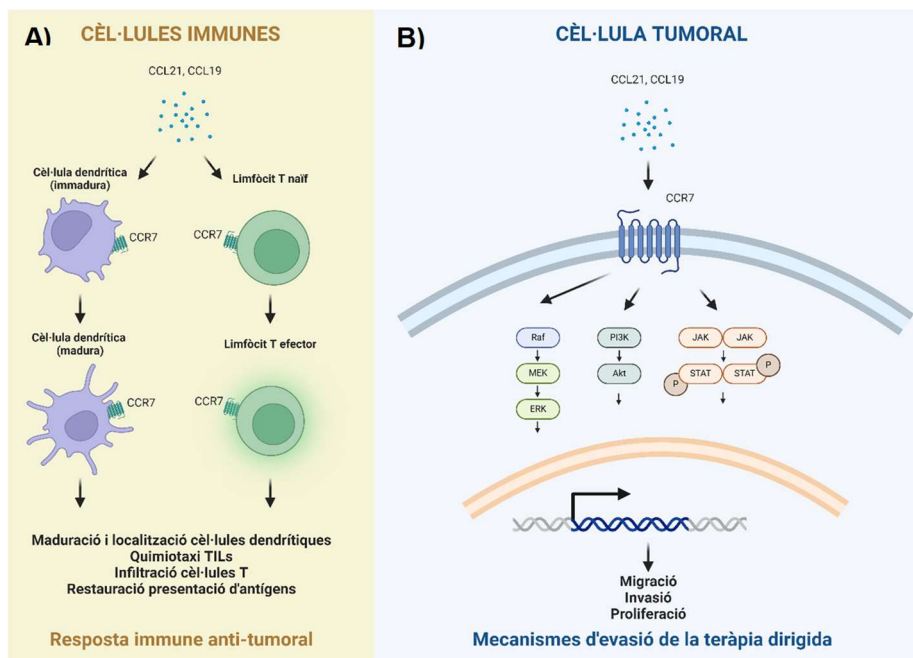 A)
CÈL·LULES IMMUNES
CCL21, CCL19
Cèl·lula dendrítica
(immadura)
Limfòcit T naïf
CCR7
CCR7
Cèl·lula dendrítica
(madura)
Limfòcit T efector
CCR7
CCR7
Maduració i localització cèl·lules dendrítiques
Quimiotaxi TILs
Infiltració cèl·lules T
Restauració presentació d'antígens
Resposta immune anti-tumoral
B)
CÈL·LULA TUMORAL
CCL21, CCL19
CCR7
Raf
PI3K
JAK
JAK
MEK
Akt
STAT
STAT
P
P
ERK
Migració
Invasió
Proliferació
Mecanismes d'evasió de la teràpia dirigida